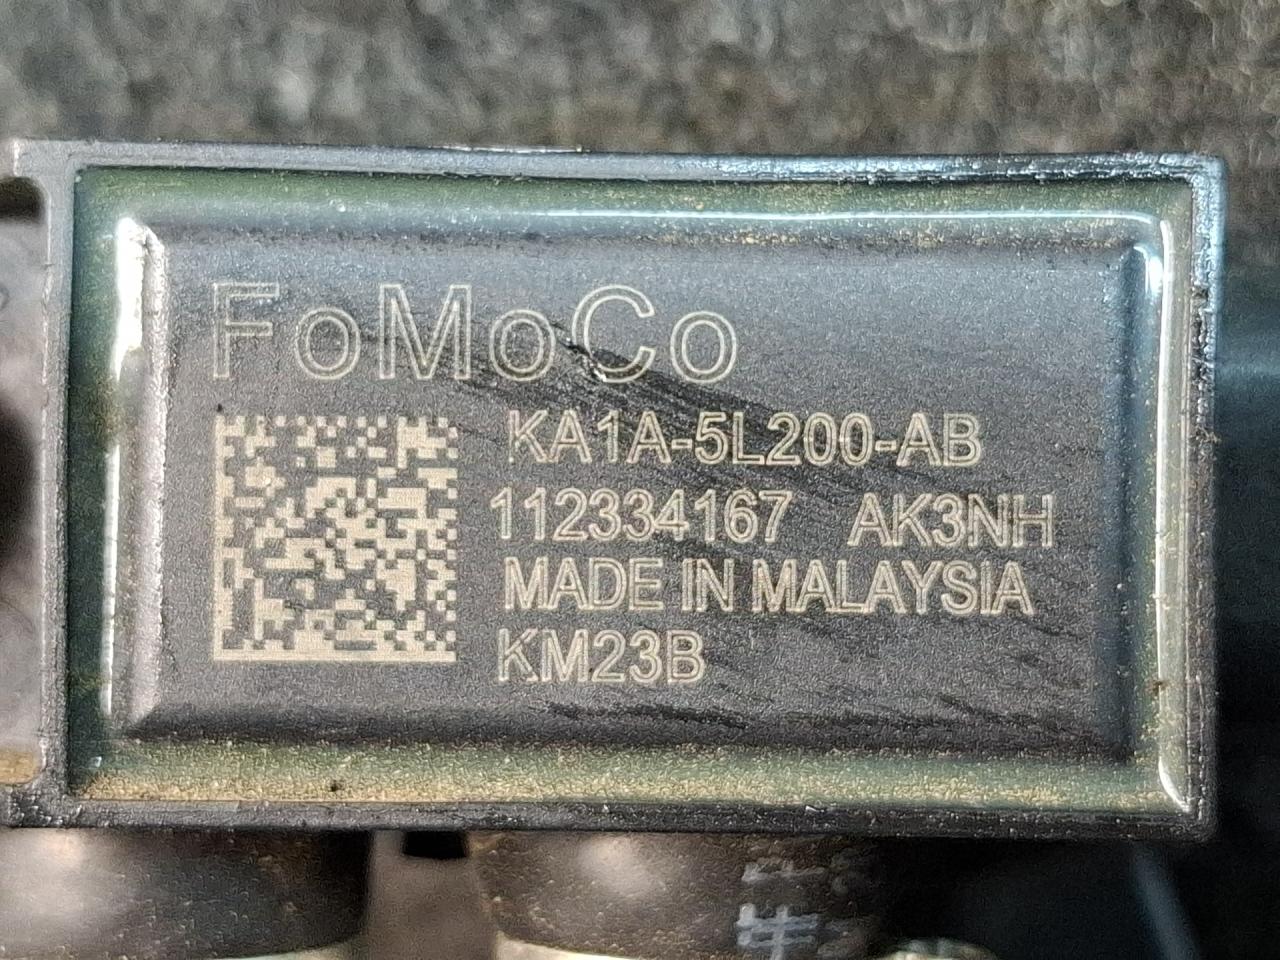 FoMoCo
KA1A-5L200-AB
112334167 AK3NH
MADE IN MALAYSIA
KM23B